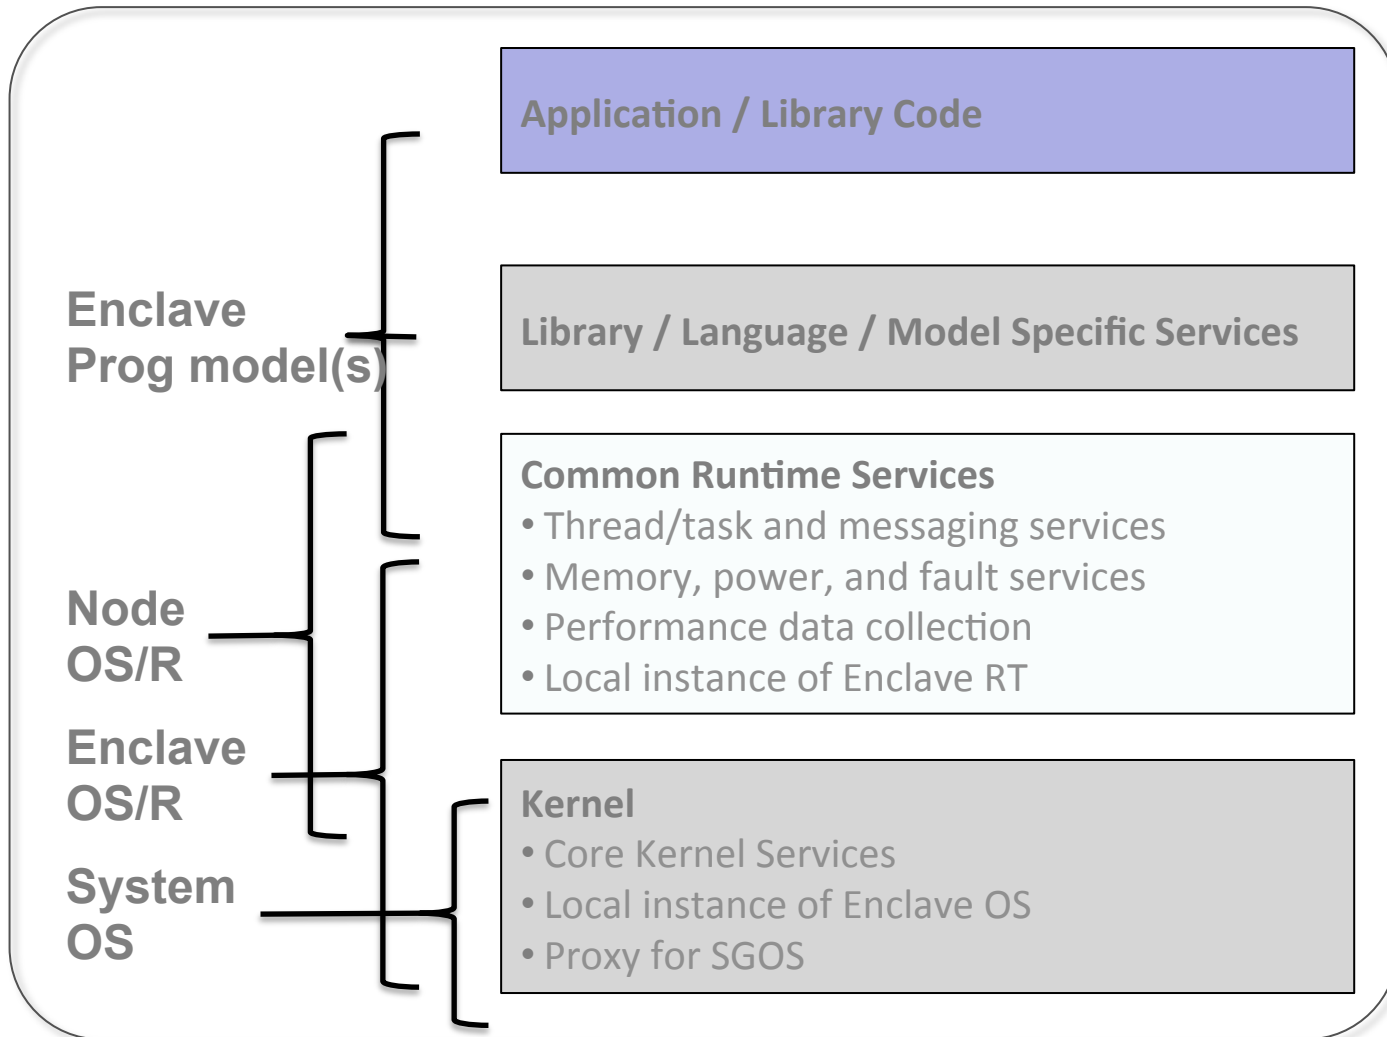 Application / Library Code
Enclave
Prog model(s)
Library / Language / Model Specific Services
Common Runtime Services
• Thread/task and messaging services
• Memory, power, and fault services
• Performance data collection
• Local instance of Enclave RT
Node
OS/R
Enclave
OS/R
System
OS
Kernel
• Core Kernel Services
• Local instance of Enclave OS
• Proxy for SGOS